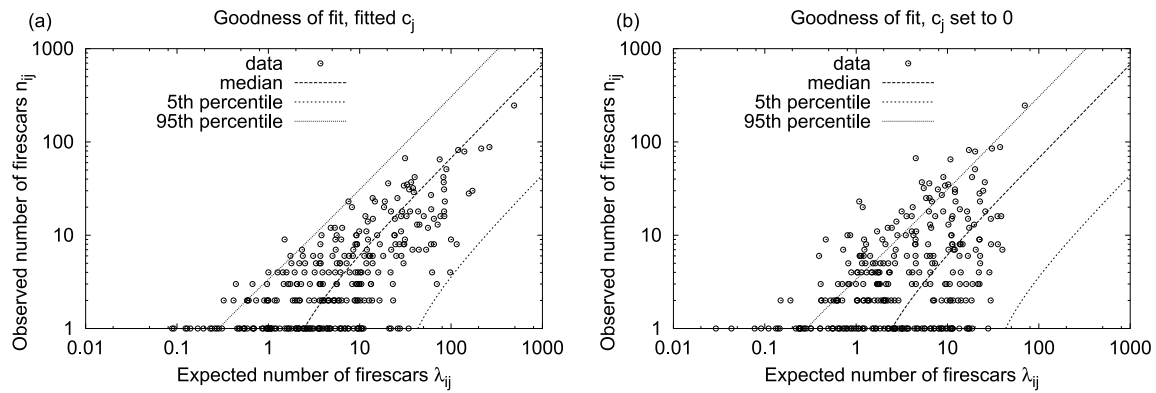 (a) Goodness of fit, fitted c_j
1000
100
10
1
Observed number of firescars n_ij
data
median
5th percentile
95th percentile
0.01 0.1 1 10 100 1000
Expected number of firescars λ_ij
(b) Goodness of fit, c_j set to 0
1000
100
10
1
Observed number of firescars n_ij
data
median
5th percentile
95th percentile
0.01 0.1 1 10 100 1000
Expected number of firescars λ_ij